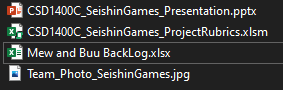 CSD1400C_SeishinGames_Presentation.pptx
CSD1400C_SeishinGames_ProjectRubrics.xlsm
Mew and Buu BackLog.xlsx
Team_Photo_SeishinGames.jpg